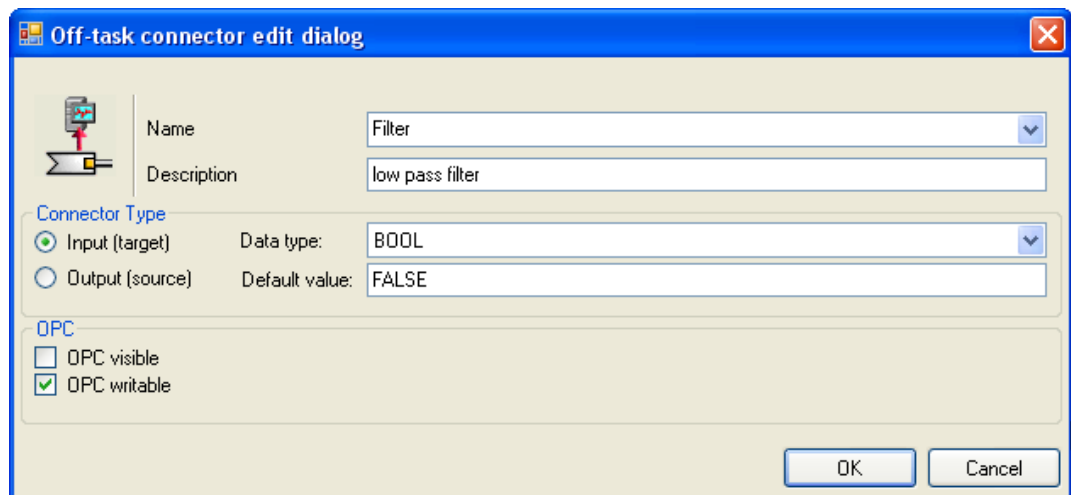 Off-task connector edit dialog
Name Filter
Description low pass filter
Connector Type
Input (target) Data type: BOOL
Output (source) Default value: FALSE
OPC
OPC visible
OPC writable
OK Cancel